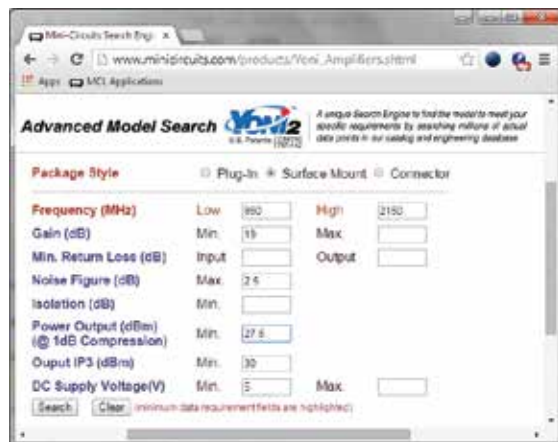 Mini-Circuits Search Engi
www.minicircuits.com/products/Yoni_Amplifiers.shtml
Apps MCL Applications
Advanced Model Search YONI2
U.S. Patents
A unique Search Engine to find the model to meet your
specific requirements by searching millions of actual
data points in our catalog and engineering database
Package Style Plug-In Surface Mount Connector
Frequency (MHz) Low 950 High 2150
Gain (dB) Min. 19 Max.
Min. Return Loss (dB) Input Output
Noise Figure (dB) Max. 2.5
Isolation (dB) Min.
Power Output (dBm) Min. 27.5
(@ 1dB Compression)
Ouput IP3 (dBm) Min. 30
DC Supply Voltage(V) Min. 5 Max.
Search Clear (minimum data requirement fields are highlighted)